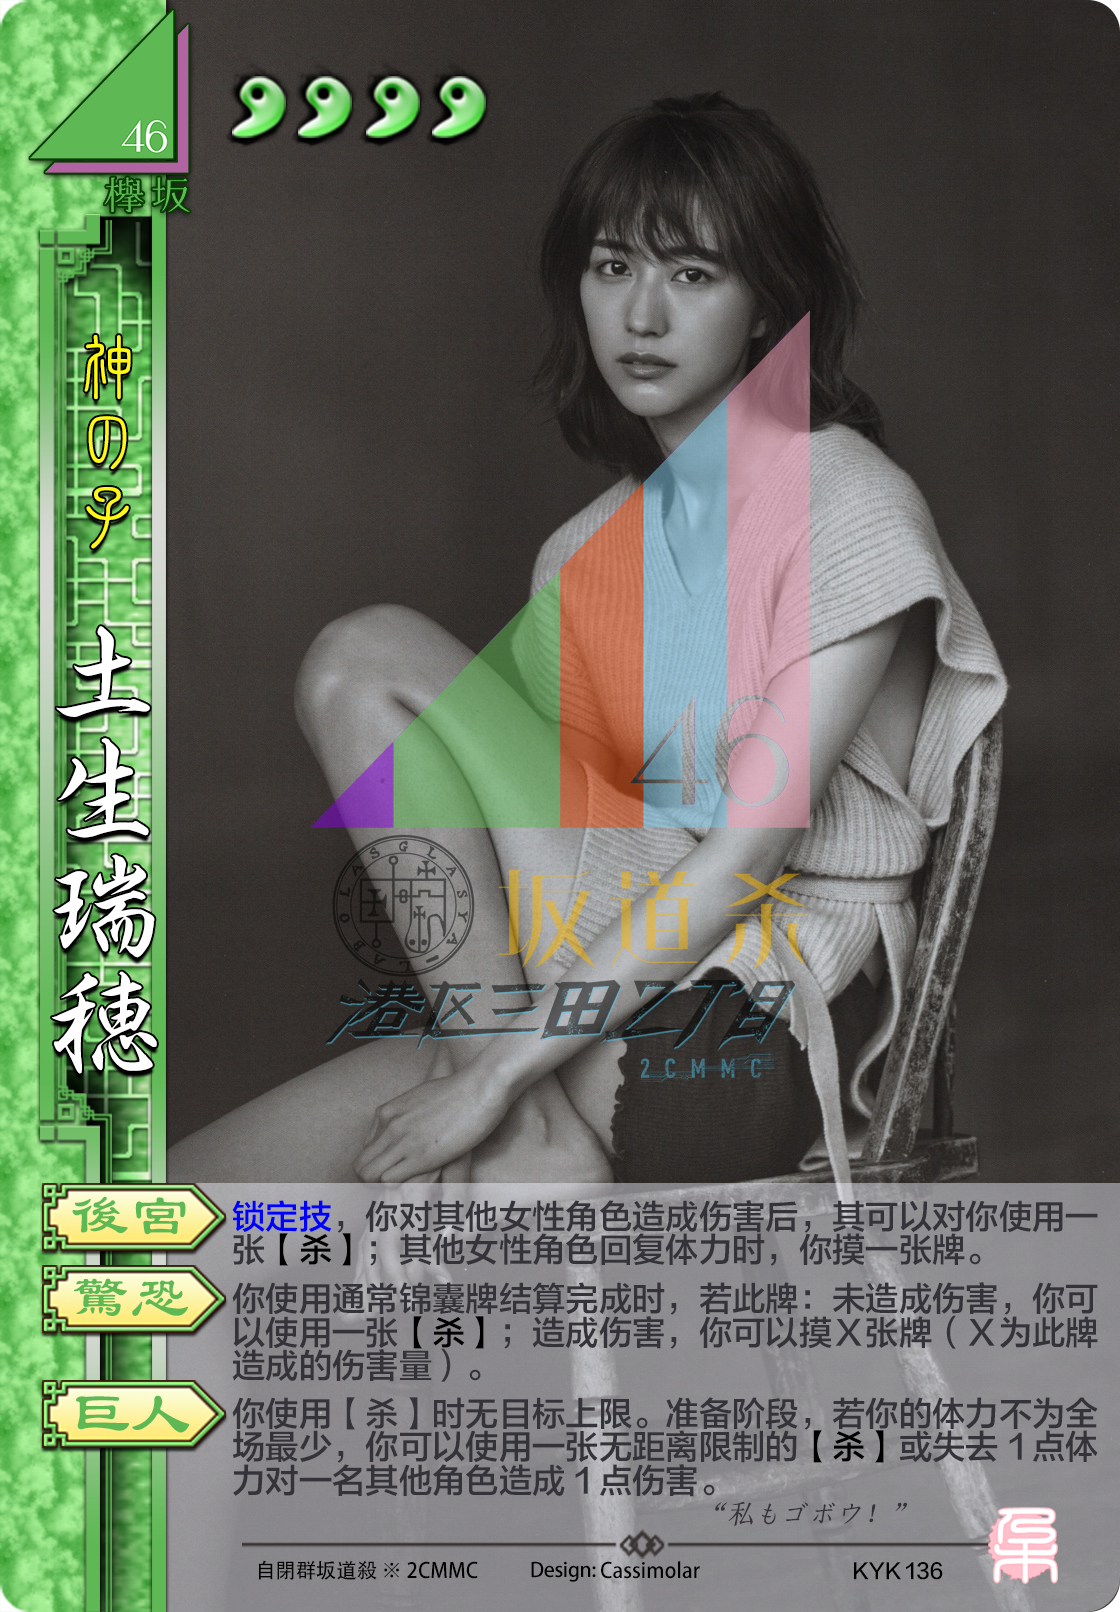 46
欅坂
神の子
土生瑞穂
46
GLASYA LABOLAS
坂道杀
港区三田2丁目
2CMMC
後宮
锁定技，你对其他女性角色造成伤害后，其可以对你使用一
张【杀】；其他女性角色回复体力时，你摸一张牌。
驚恐
你使用通常锦囊牌结算完成时，若此牌：未造成伤害，你可
以使用一张【杀】；造成伤害，你可以摸X张牌（X为此牌
造成的伤害量）。
巨人
你使用【杀】时无目标上限。准备阶段，若你的体力不为全
场最少，你可以使用一张无距离限制的【杀】或失去1点体
力对一名其他角色造成1点伤害。
“私もゴボウ！”
自閉群坂道殺 ※ 2CMMC Design: Cassimolar KYK 136